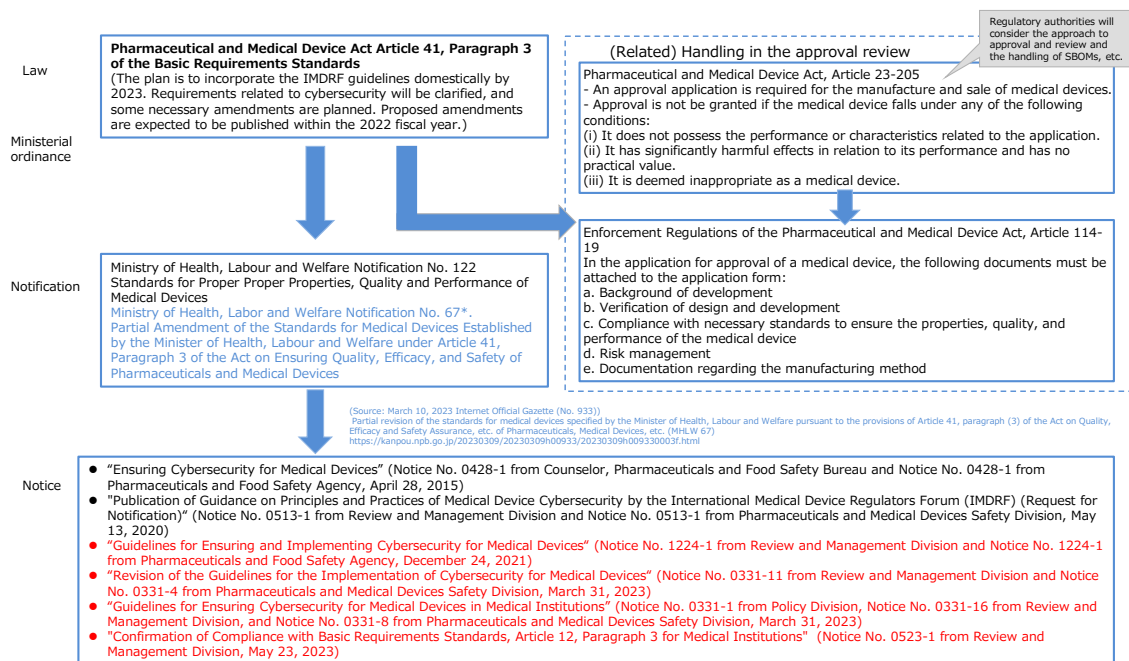 Regulatory authorities will
consider the approach to
approval and review and
the handling of SBOMs, etc.
Law
Pharmaceutical and Medical Device Act Article 41, Paragraph 3
of the Basic Requirements Standards
(The plan is to incorporate the IMDRF guidelines domestically by
2023. Requirements related to cybersecurity will be clarified, and
some necessary amendments are planned. Proposed amendments
are expected to be published within the 2022 fiscal year.)
Ministerial
ordinance
(Related) Handling in the approval review
Pharmaceutical and Medical Device Act, Article 23-205
- An approval application is required for the manufacture and sale of medical devices.
- Approval is not be granted if the medical device falls under any of the following
conditions:
(i) It does not possess the performance or characteristics related to the application.
(ii) It has significantly harmful effects in relation to its performance and has no
practical value.
(iii) It is deemed inappropriate as a medical device.
Enforcement Regulations of the Pharmaceutical and Medical Device Act, Article 114-
19
In the application for approval of a medical device, the following documents must be
attached to the application form:
a. Background of development
b. Verification of design and development
c. Compliance with necessary standards to ensure the properties, quality, and
performance of the medical device
d. Risk management
e. Documentation regarding the manufacturing method
Notification
Ministry of Health, Labour and Welfare Notification No. 122
Standards for Proper Proper Properties, Quality and Performance of
Medical Devices
Ministry of Health, Labor and Welfare Notification No. 67*.
Partial Amendment of the Standards for Medical Devices Established
by the Minister of Health, Labour and Welfare under Article 41,
Paragraph 3 of the Act on Ensuring Quality, Efficacy, and Safety of
Pharmaceuticals and Medical Devices
(Source: March 10, 2023 Internet Official Gazette (No. 933))
Partial revision of the standards for medical devices specified by the Minister of Health, Labour and Welfare pursuant to the provisions of Article 41, paragraph (3) of the Act on Quality,
Efficacy and Safety Assurance, etc. of Pharmaceuticals, Medical Devices, etc. (MHLW 67)
https://kanpou.npb.go.jp/20230309/20230309h00933/20230309h009330003f.html
Notice
● “Ensuring Cybersecurity for Medical Devices” (Notice No. 0428-1 from Counselor, Pharmaceuticals and Food Safety Bureau and Notice No. 0428-1 from
Pharmaceuticals and Food Safety Agency, April 28, 2015)
● "Publication of Guidance on Principles and Practices of Medical Device Cybersecurity by the International Medical Device Regulators Forum (IMDRF) (Request for
Notification)“ (Notice No. 0513-1 from Review and Management Division and Notice No. 0513-1 from Pharmaceuticals and Medical Devices Safety Division, May
13, 2020)
● “Guidelines for Ensuring and Implementing Cybersecurity for Medical Devices” (Notice No. 1224-1 from Review and Management Division and Notice No. 1224-1
from Pharmaceuticals and Food Safety Agency, December 24, 2021)
● “Revision of the Guidelines for the Implementation of Cybersecurity for Medical Devices” (Notice No. 0331-11 from Review and Management Division and Notice
No. 0331-4 from Pharmaceuticals and Medical Devices Safety Division, March 31, 2023)
● “Guidelines for Ensuring Cybersecurity for Medical Devices in Medical Institutions” (Notice No. 0331-1 from Policy Division, Notice No. 0331-16 from Review and
Management Division, and Notice No. 0331-8 from Pharmaceuticals and Medical Devices Safety Division, March 31, 2023)
● "Confirmation of Compliance with Basic Requirements Standards, Article 12, Paragraph 3 for Medical Institutions" (Notice No. 0523-1 from Review and
Management Division, May 23, 2023)